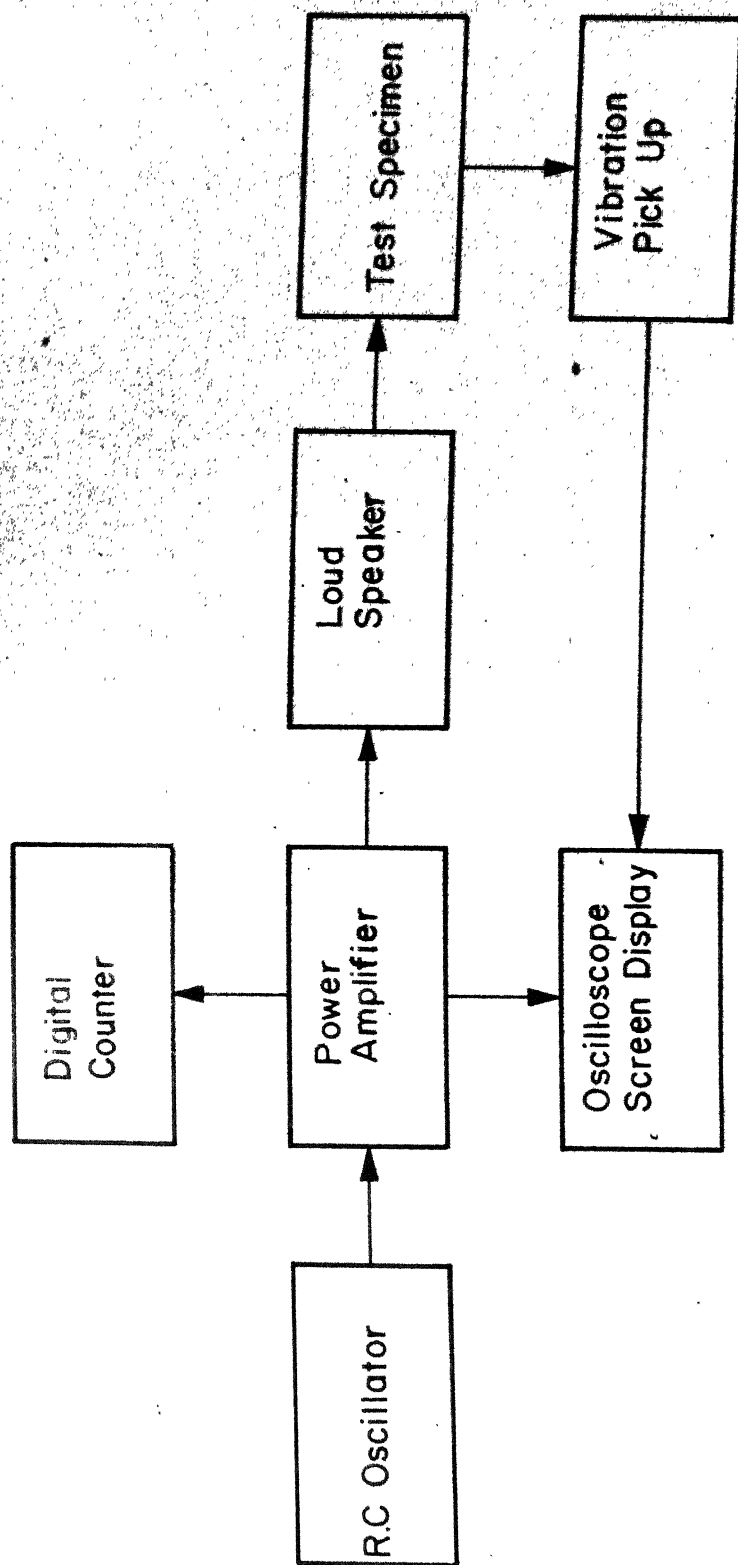 Digital
Counter
R.C Oscillator
Power
Amplifier
Loud
Speaker
Test Specimen
Oscilloscope
Screen Display
Vibration
Pick Up